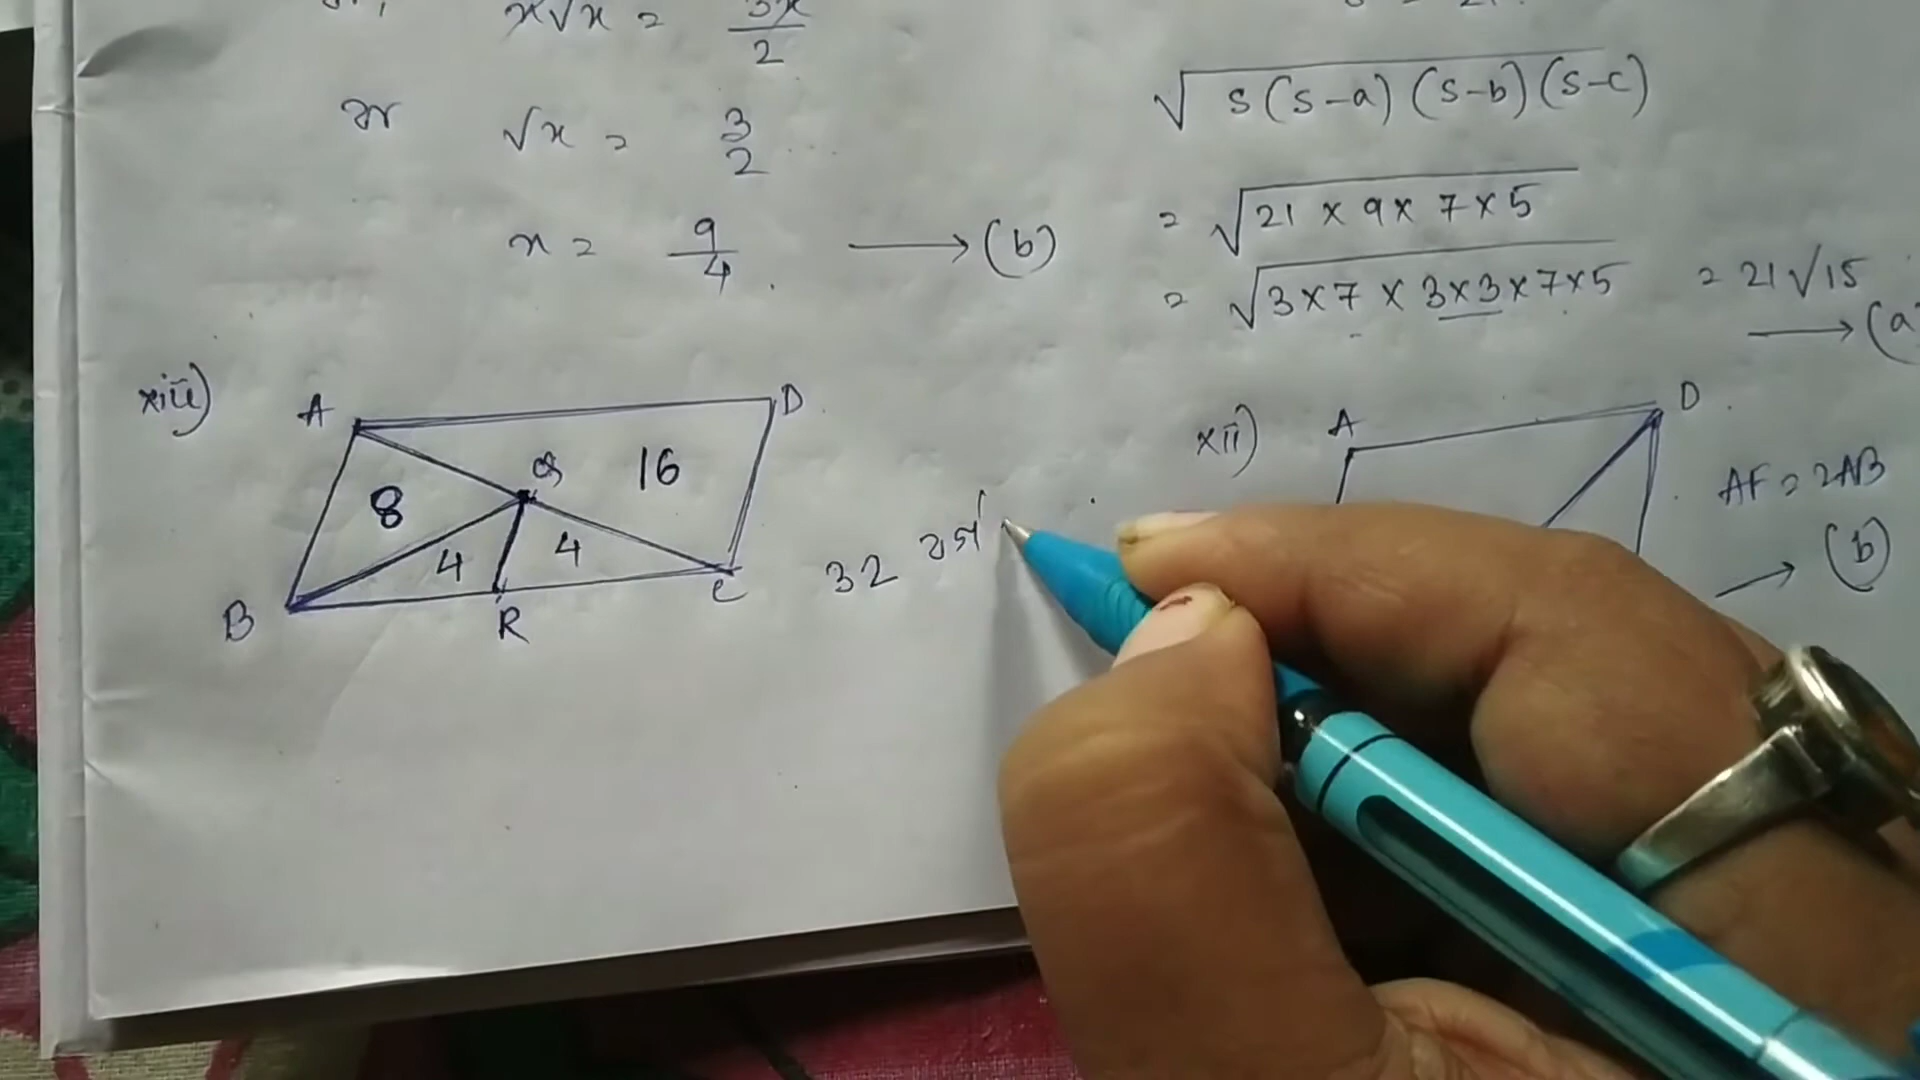 x√x = 3x/2
or √x = 3/2
x = 9/4 ⟶ (b)
√s(s-a)(s-b)(s-c)
= √21 × 9 × 7 × 5
= √3×7 × 3×3×7×5 = 21√15
⟶ (a)
xiii)
A D
Q
8 16
4 4
B R C
32 বর্গ
xii)
A D
AF = 2AB
⟶ (b)